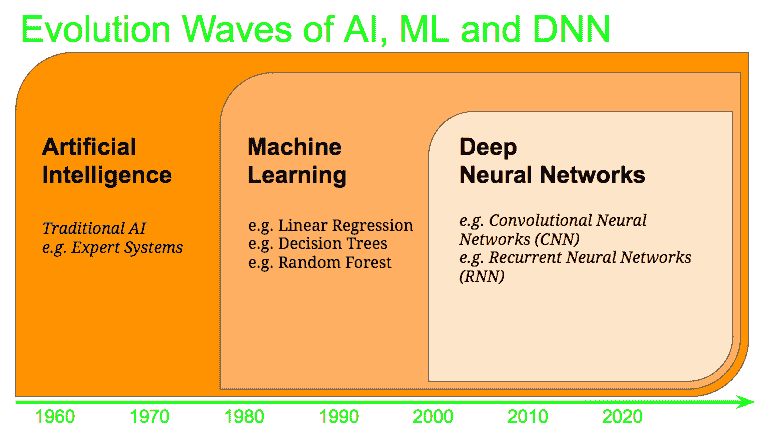 Evolution Waves of AI, ML and DNN
Artificial
Intelligence
Traditional AI
e.g. Expert Systems
Machine
Learning
e.g. Linear Regression
e.g. Decision Trees
e.g. Random Forest
Deep
Neural Networks
e.g. Convolutional Neural
Networks (CNN)
e.g. Recurrent Neural Networks
(RNN)
1960 1970 1980 1990 2000 2010 2020